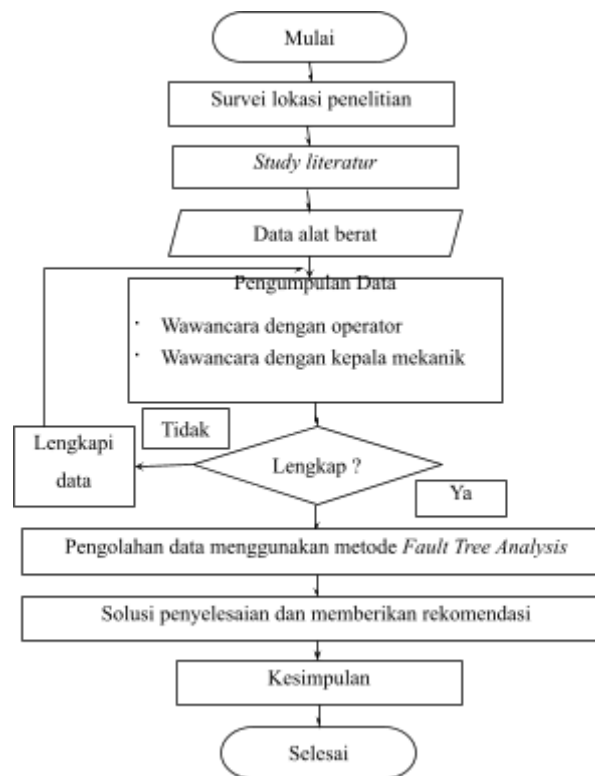 Mulai
Survei lokasi penelitian
Study literatur
Data alat berat
Pengumpulan Data
· Wawancara dengan operator
· Wawancara dengan kepala mekanik
Tidak
Lengkapi
data
Lengkap ?
Ya
Pengolahan data menggunakan metode Fault Tree Analysis
Solusi penyelesaian dan memberikan rekomendasi
Kesimpulan
Selesai